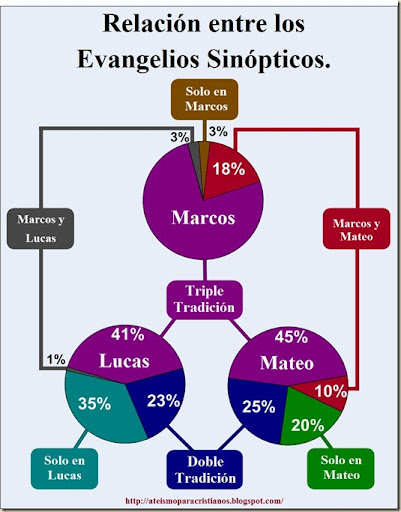 Relación entre los
Evangelios Sinópticos.
Solo en
Marcos
3%
3%
18%
Marcos
Marcos y
Lucas
Marcos y
Mateo
Triple
Tradición
41%
Lucas
1%
35%
23%
45%
Mateo
10%
25%
20%
Solo en
Lucas
Doble
Tradición
Solo en
Mateo
http://ateismoparacristianos.blogspot.com/